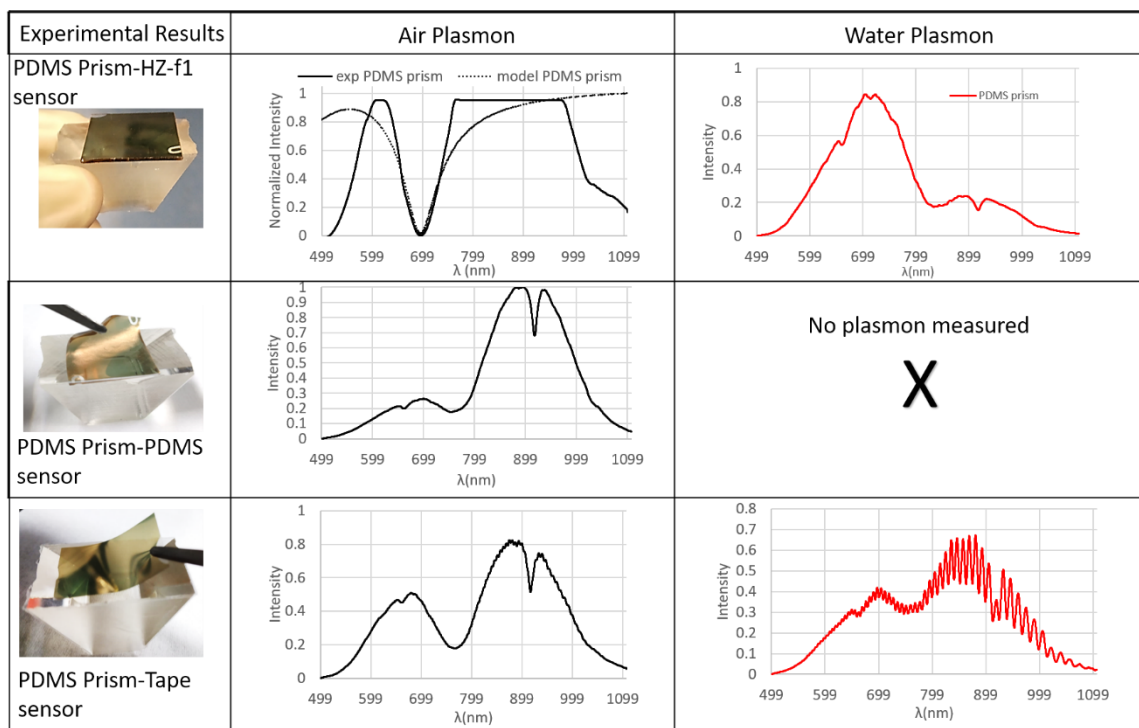 Experimental Results
Air Plasmon
Water Plasmon
PDMS Prism-HZ-f1
sensor
exp PDMS prism
model PDMS prism
Normalized Intensity
1
0.8
0.6
0.4
0.2
0
499 599 699 799 899 999 1099
λ (nm)
PDMS prism
Intensity
1
0.8
0.6
0.4
0.2
0
499 599 699 799 899 999 1099
λ(nm)
PDMS Prism-PDMS
sensor
Intensity
1
0.9
0.8
0.7
0.6
0.5
0.4
0.3
0.2
0.1
0
499 599 699 799 899 999 1099
λ(nm)
No plasmon measured
X
PDMS Prism-Tape
sensor
Intensity
1
0.8
0.6
0.4
0.2
0
499 599 699 799 899 999 1099
λ(nm)
Intensity
0.8
0.7
0.6
0.5
0.4
0.3
0.2
0.1
0
499 599 699 799 899 999 1099
λ(nm)